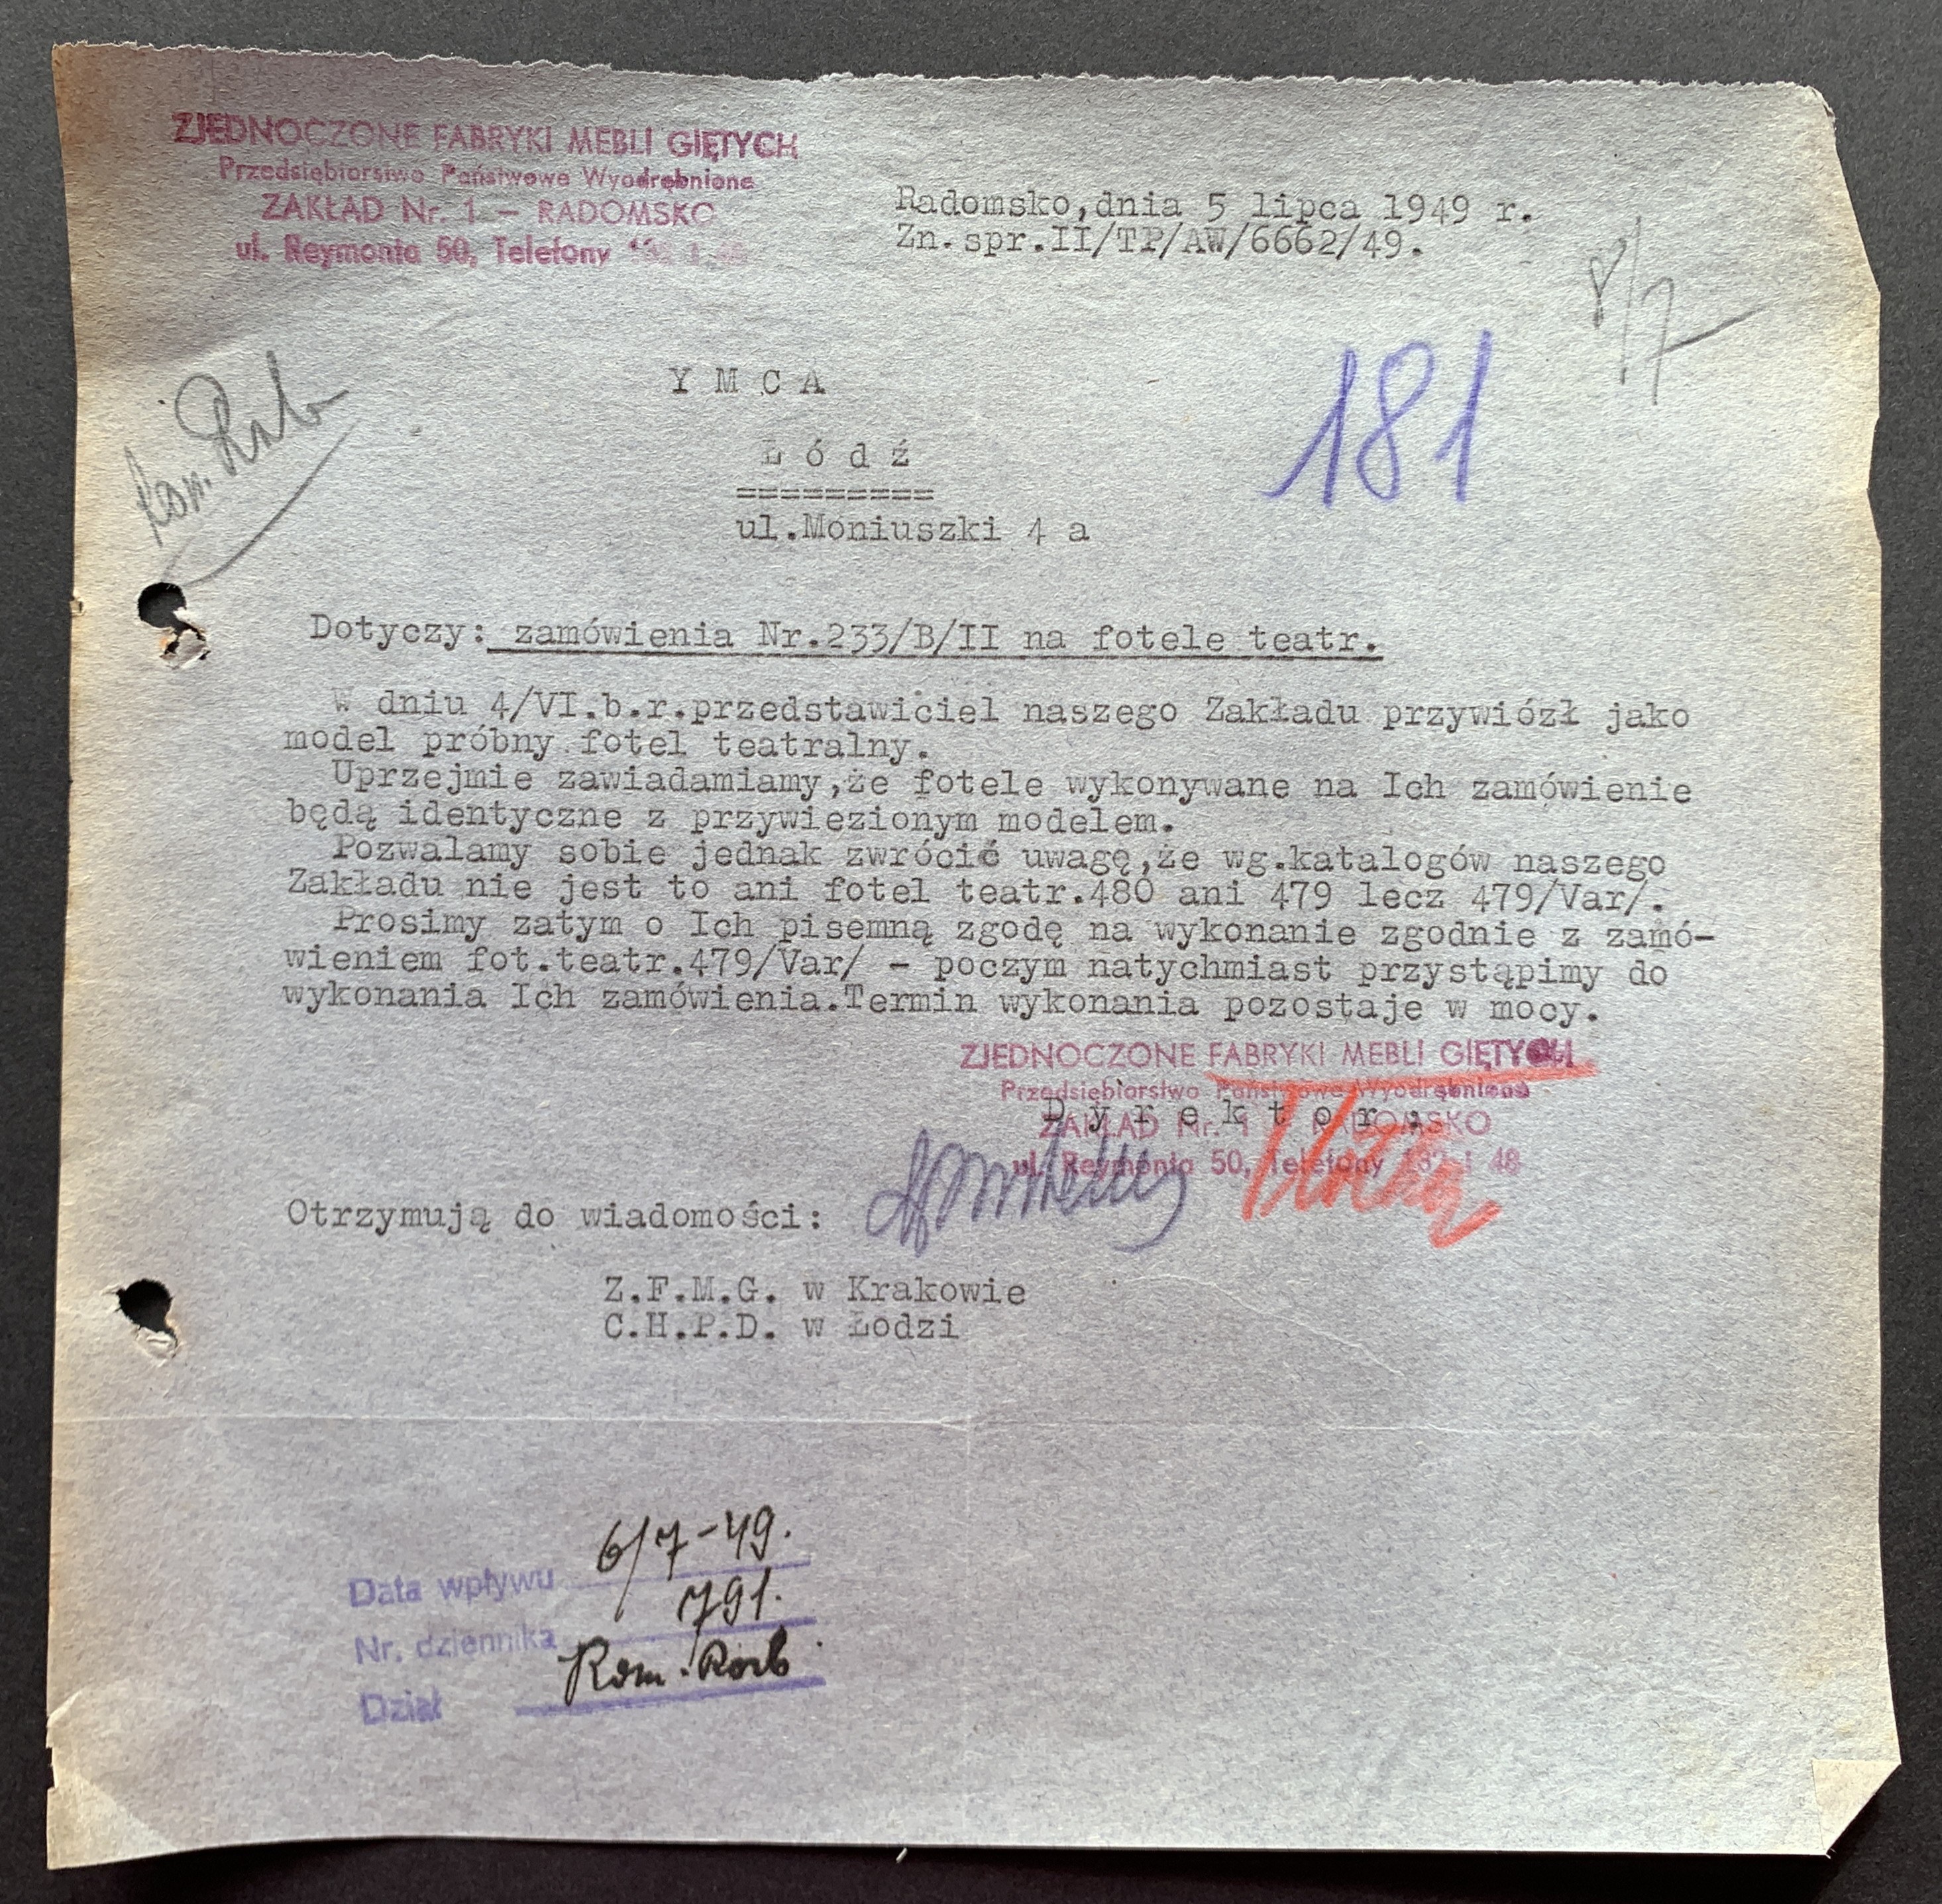 ZJEDNOCZONE FABRYKI MEBLI GIĘTYCH
Przedsiębiorstwo Państwowe Wyodrębnione
ZAKŁAD Nr. 1 — RADOMSKO
ul. Reymonta 50, Telefony
Radomsko,dnia 5 lipca 1949 r.
Zn.spr.II/TP/AW/6662/49.
8/7
181
Y M C A
Ł ó d ź
=========
ul.Moniuszki 4 a
Dotyczy: zamówienia Nr.233/B/II na fotele teatr.
W dniu 4/VI.b.r.przedstawiciel naszego Zakładu przywiózł jako
model próbny fotel teatralny.
Uprzejmie zawiadamiamy,że fotele wykonywane na Ich zamówienie
będą identyczne z przywiezionym modelem.
Pozwalamy sobie jednak zwrócić uwagę,że wg.katalogów naszego
Zakładu nie jest to ani fotel teatr.480 ani 479 lecz 479/Var/.
Prosimy zatym o Ich pisemną zgodę na wykonanie zgodnie z zamó-
wieniem fot.teatr.479/Var/ - poczym natychmiast przystąpimy do
wykonania Ich zamówienia.Termin wykonania pozostaje w mocy.
ZJEDNOCZONE FABRYKI MEBLI GIĘTYCH
Przedsiębiorstwo Państwowe Wyodrębnione
D y r e k t o r .
ZAKŁAD Nr. 1 RADOMSKO
ul. Reymonta 50, Telefony 132 i 48
Otrzymują do wiadomości:
Z.F.M.G. w Krakowie
C.H.P.D. w Łodzi
Data wpływu 6/7-49.
Nr. dziennika 791.
Dział Kom.